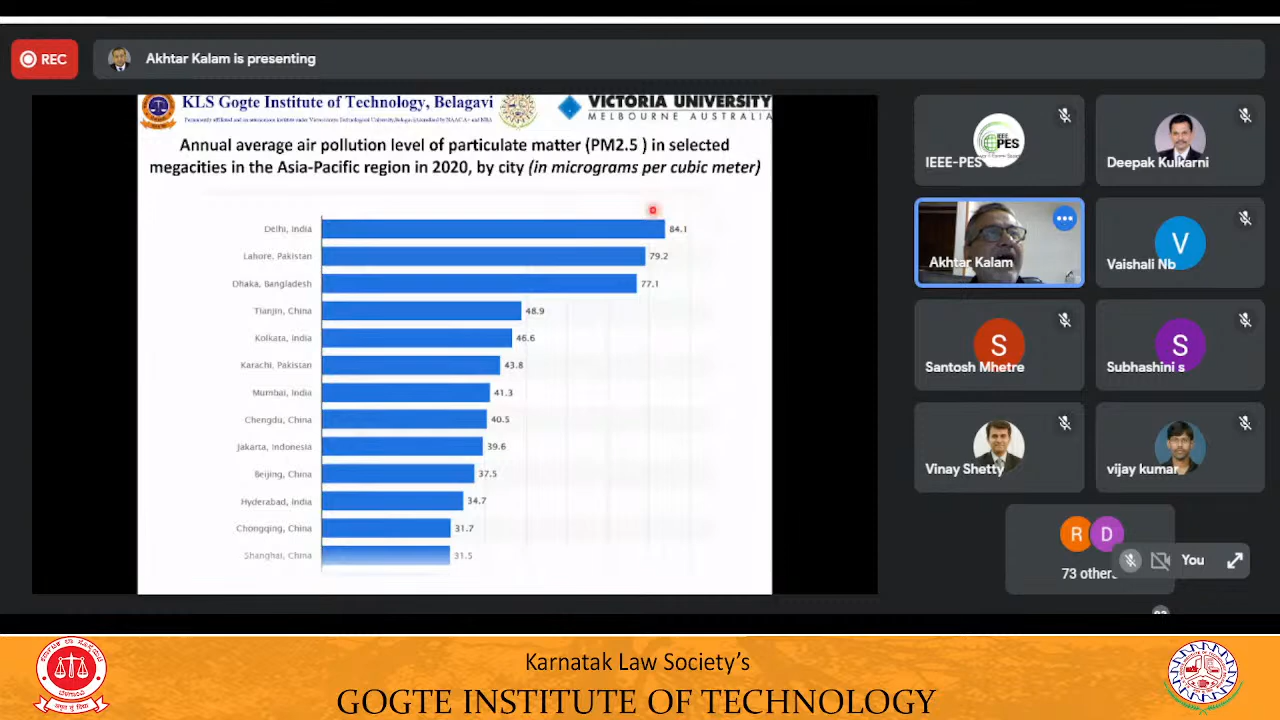 REC
Akhtar Kalam is presenting
KLS Gogte Institute of Technology, Belagavi
VICTORIA UNIVERSITY
MELBOURNE AUSTRALIA
Annual average air pollution level of particulate matter (PM2.5 ) in selected
megacities in the Asia-Pacific region in 2020, by city (in micrograms per cubic meter)
Delhi, India 84.1
Lahore, Pakistan 79.2
Dhaka, Bangladesh 77.1
Tianjin, China 48.9
Kolkata, India 46.6
Karachi, Pakistan 43.8
Mumbai, India 41.3
Chengdu, China 40.5
Jakarta, Indonesia 39.6
Beijing, China 37.5
Hyderabad, India 34.7
Chongqing, China 31.7
Shanghai, China 31.5
IEEE
PES
IEEE-PES
Deepak Kulkarni
Akhtar Kalam
V
Vaishali Nb
S
Santosh Mhetre
S
Subhashini s
Vinay Shetty
vijay kumar
R D
73 others
You
Karnatak Law Society's
GOGTE INSTITUTE OF TECHNOLOGY